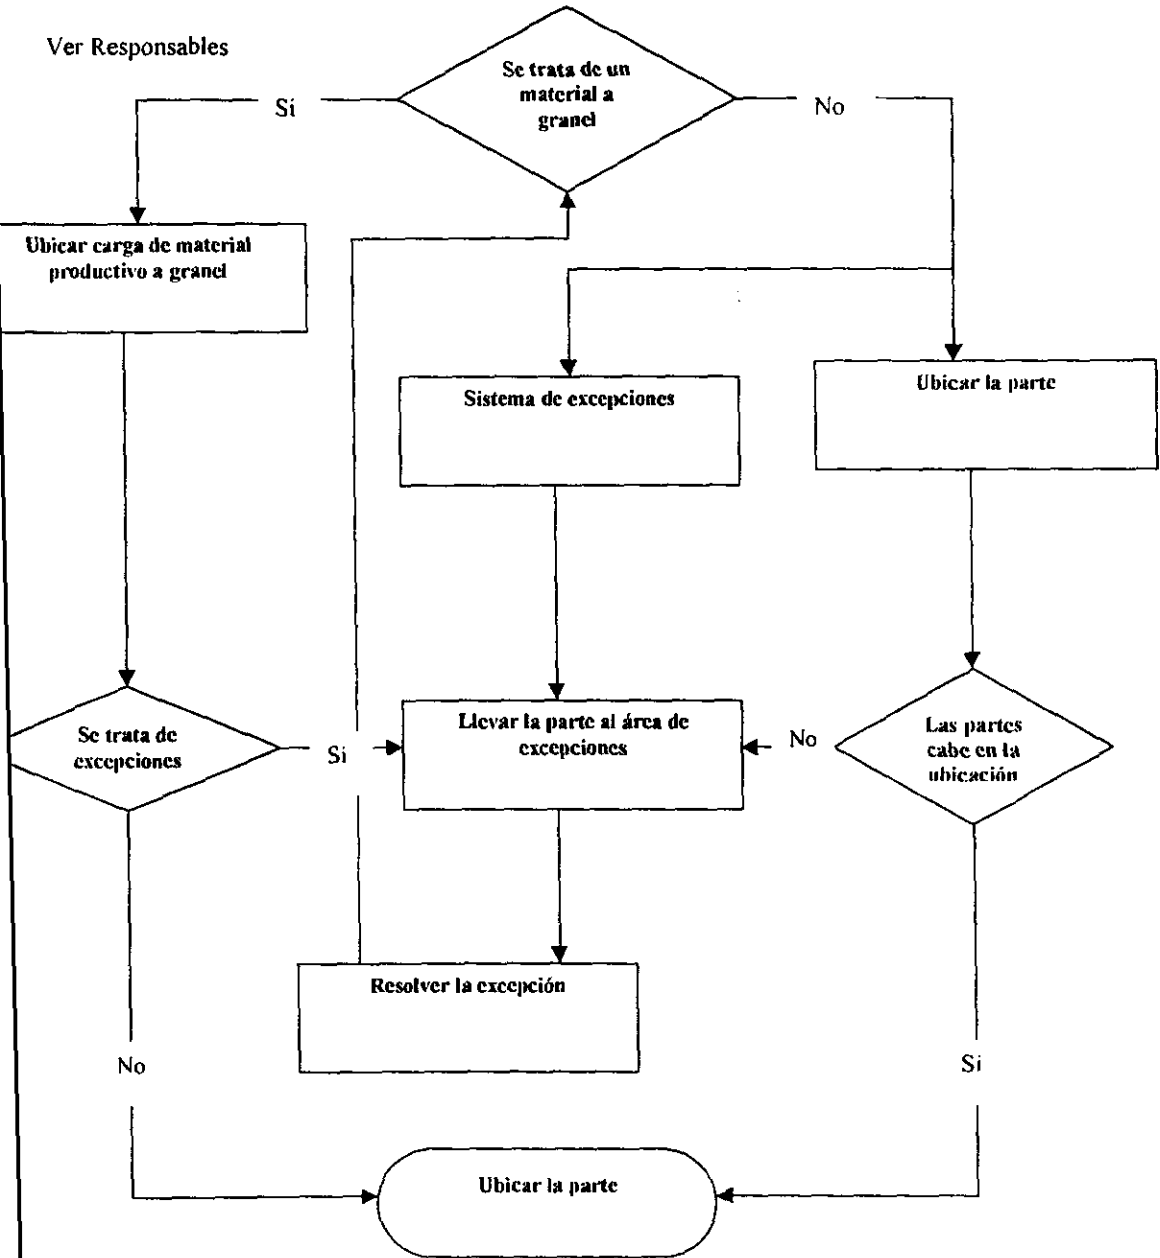 Ver Responsables
Se trata de un
material a
granel
Si
No
Ubicar carga de material
productivo a granel
Sistema de excepciones
Ubicar la parte
Se trata de
excepciones
Si
Llevar la parte al área de
excepciones
No
Las partes
cabe en la
ubicación
Resolver la excepción
No
Si
Ubicar la parte